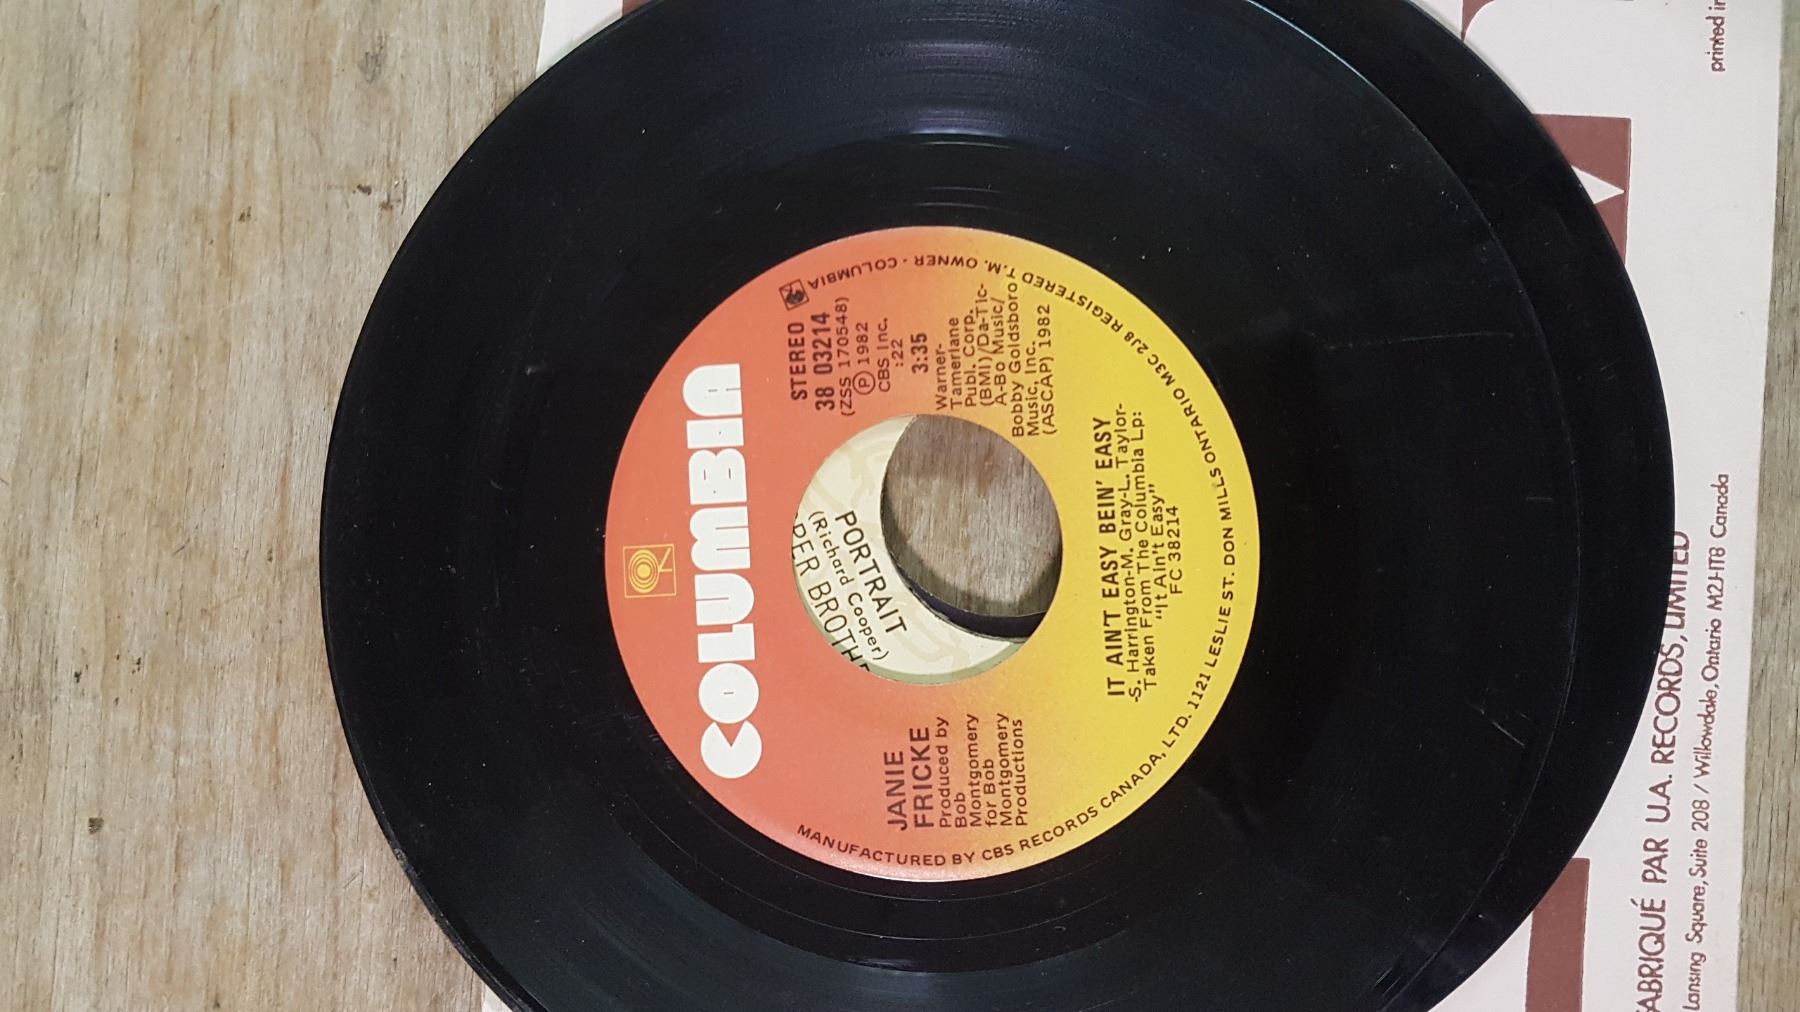 COLUMBIA
STEREO
38 03214
(ZSS 170548)
Ⓟ 1982
CBS Inc.
:22
3:35
Warner-
Tamerlane
Publ. Corp.
(BMI)/Da-Tic-
A-Bo Music/
Bobby Goldsboro
Music, Inc.
(ASCAP) 1982
JANIE
FRICKE
Produced by
Bob
Montgomery
for Bob
Montgomery
Productions
IT AIN'T EASY BEIN' EASY
-S. Harrington-M. Gray-L. Taylor-
Taken From The Columbia Lp:
"It Ain't Easy"
FC 38214
MANUFACTURED BY CBS RECORDS CANADA, LTD. 1121 LESLIE ST. DON MILLS ONTARIO M3C 2J8 REGISTERED T.M. OWNER - COLUMBIA
PORTRAIT
(Richard Cooper)
PER BROTHE
printed in
FABRIQUÉ PAR U.A. RECORDS, LIMITED
Lansing Square, Suite 208 / Willowdale, Ontario M2J-1T8 Canada